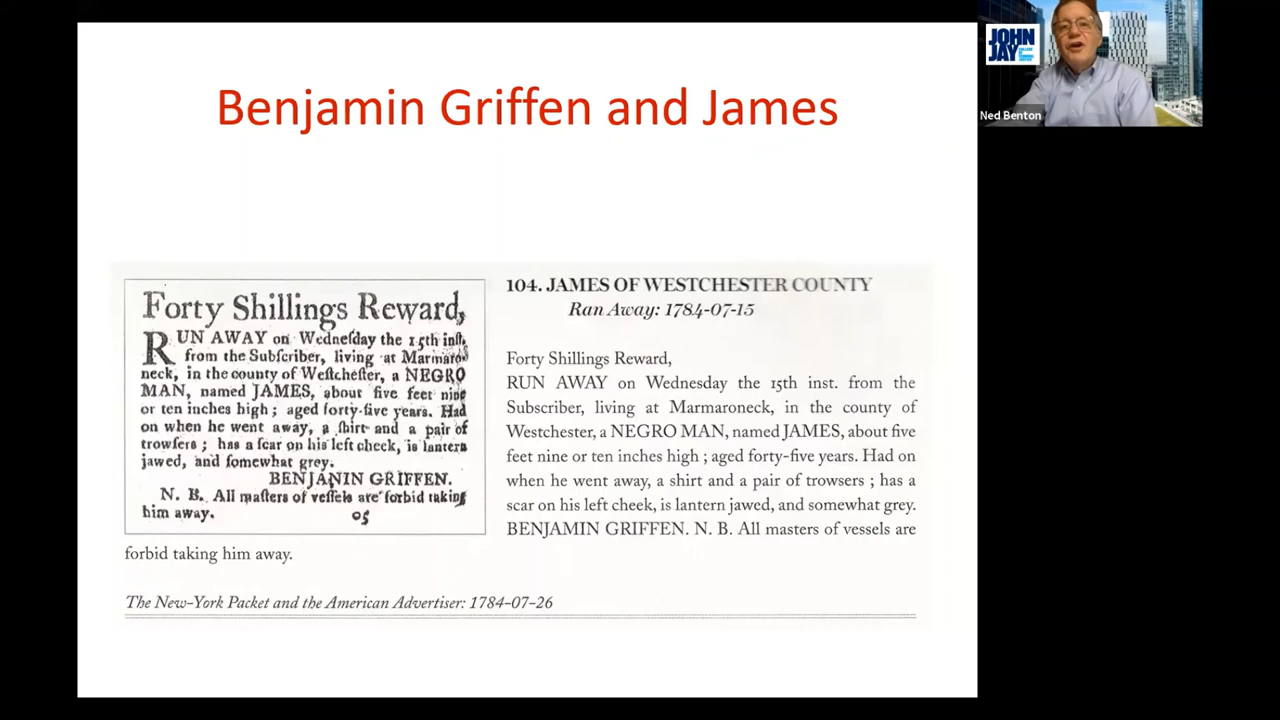 Benjamin Griffen and James
Forty Shillings Reward,
RUN AWAY on Wedneſday the 15th inſt.
from the Subſcriber, living at Marmaro-
neck, in the county of Weſtcheſter, a NEGRO
MAN, named JAMES, about five feet nine
or ten inches high; aged forty-five years. Had
on when he went away, a ſhirt and a pair of
trowſers; has a ſcar on his left cheek, is lantern
jawed, and ſomewhat grey.
BENJANIN GRIFFEN.
N. B. All maſters of veſſels are forbid taking
him away. 05
104. JAMES OF WESTCHESTER COUNTY
Ran Away: 1784-07-15
Forty Shillings Reward,
RUN AWAY on Wednesday the 15th inst. from the
Subscriber, living at Marmaroneck, in the county of
Westchester, a NEGRO MAN, named JAMES, about five
feet nine or ten inches high ; aged forty-five years. Had on
when he went away, a shirt and a pair of trowsers ; has a
scar on his left cheek, is lantern jawed, and somewhat grey.
BENJAMIN GRIFFEN. N. B. All masters of vessels are
forbid taking him away.
The New-York Packet and the American Advertiser: 1784-07-26
JOHN
JAY
Ned Benton